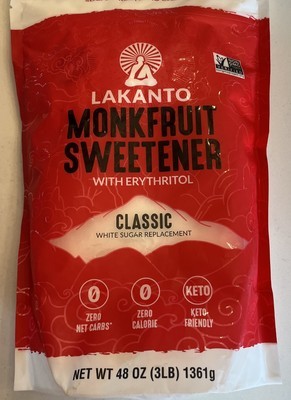 LAKANTO
MONKFRUIT
SWEETENER
WITH ERYTHRITOL
CLASSIC
WHITE SUGAR REPLACEMENT
0 0 KETO
ZERO ZERO KETO-
NET CARBS* CALORIE FRIENDLY
NET WT 48 OZ (3LB) 1361g